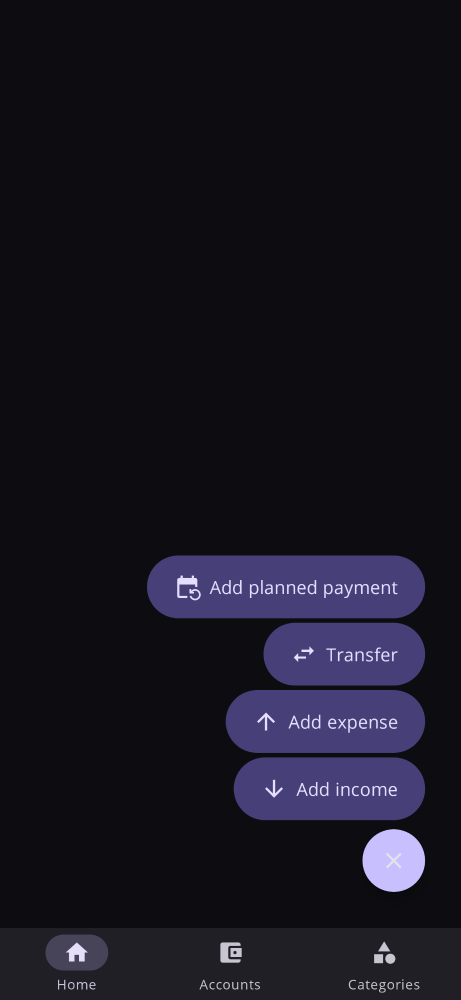 Add planned payment
Transfer
Add expense
Add income
Home
Accounts
Categories